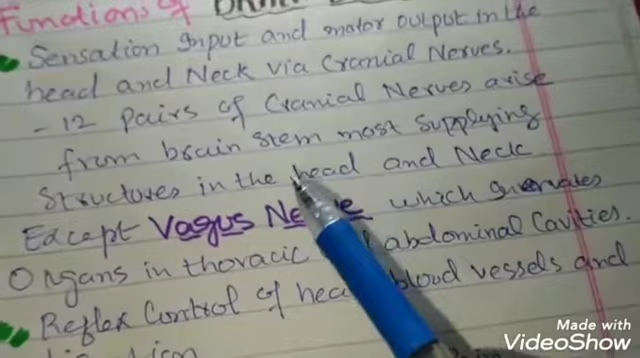 Functions of BRAIN
Sensation Input and motor output in the
head and Neck via Cranial Nerves.
- 12 Pairs of Cranial Nerves arise
from brain stem most supplying
structures in the head and Neck
Except Vagus Nerve which
Organs in thoracic abdominal Cavities.
Reflex Control of blood vessels and
Made with
VideoShow